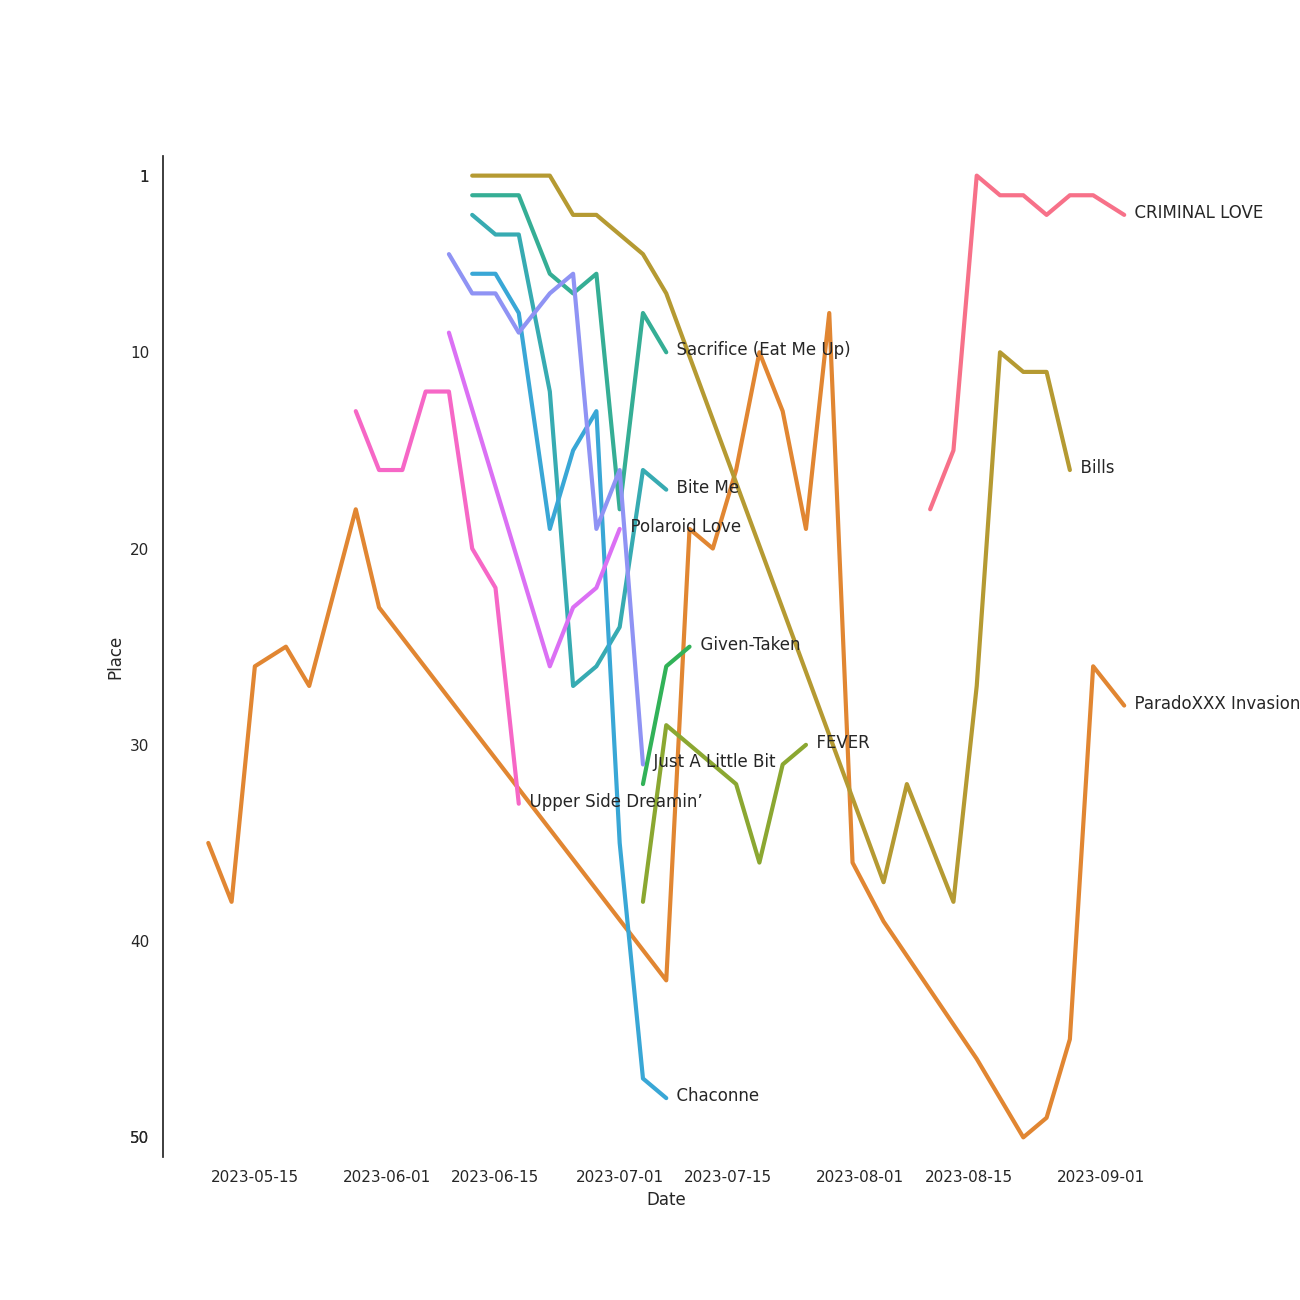 1
CRIMINAL LOVE
10
Sacrifice (Eat Me Up)
Bills
Bite Me
Polaroid Love
20
Given-Taken
Place
ParadoXXX Invasion
30
FEVER
Just A Little Bit
Upper Side Dreamin’
40
Chaconne
50
2023-05-15 2023-06-01 2023-06-15 2023-07-01 2023-07-15 2023-08-01 2023-08-15 2023-09-01
Date